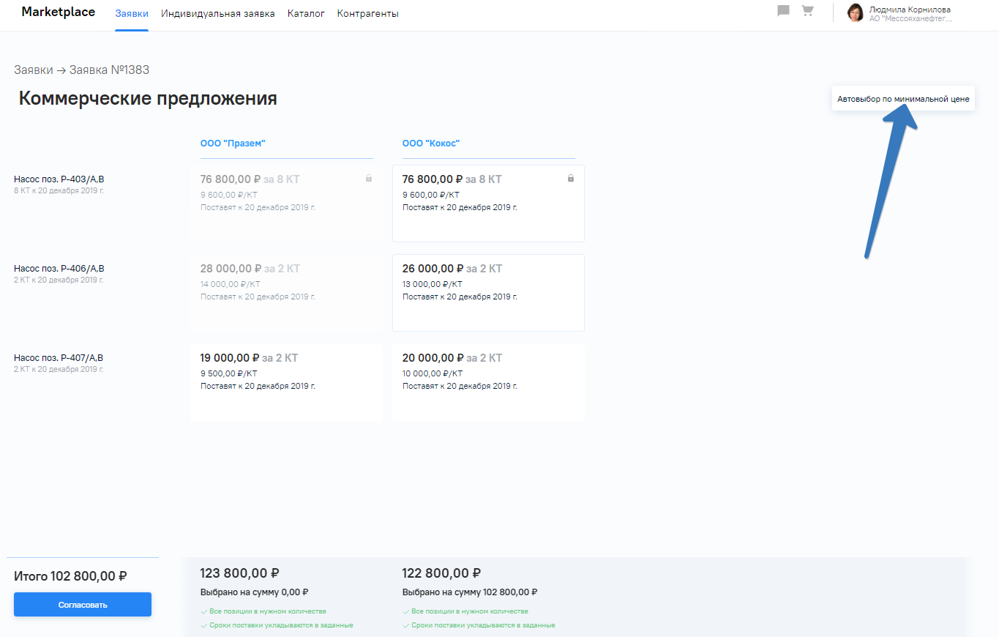 Marketplace Заявки Индивидуальная заявка Каталог Контрагенты
Людмила Корнилова
АО "Мессояханефтег...
Заявки → Заявка №1383
Коммерческие предложения
Автовыбор по минимальной цене
ООО "Празем" ООО "Кокос"
Насос поз. P-403/А,В
8 КТ к 20 декабря 2019 г.
76 800,00 ₽ за 8 КТ
9 600,00 ₽/КТ
Поставят к 20 декабря 2019 г.
76 800,00 ₽ за 8 КТ
9 600,00 ₽/КТ
Поставят к 20 декабря 2019 г.
Насос поз. P-406/А,В
2 КТ к 20 декабря 2019 г.
28 000,00 ₽ за 2 КТ
14 000,00 ₽/КТ
Поставят к 20 декабря 2019 г.
26 000,00 ₽ за 2 КТ
13 000,00 ₽/КТ
Поставят к 20 декабря 2019 г.
Насос поз. P-407/А,В
2 КТ к 20 декабря 2019 г.
19 000,00 ₽ за 2 КТ
9 500,00 ₽/КТ
Поставят к 20 декабря 2019 г.
20 000,00 ₽ за 2 КТ
10 000,00 ₽/КТ
Поставят к 20 декабря 2019 г.
Итого 102 800,00 ₽
Согласовать
123 800,00 ₽
Выбрано на сумму 0,00 ₽
Все позиции в нужном количестве
Сроки поставки укладываются в заданные
122 800,00 ₽
Выбрано на сумму 102 800,00 ₽
Все позиции в нужном количестве
Сроки поставки укладываются в заданные